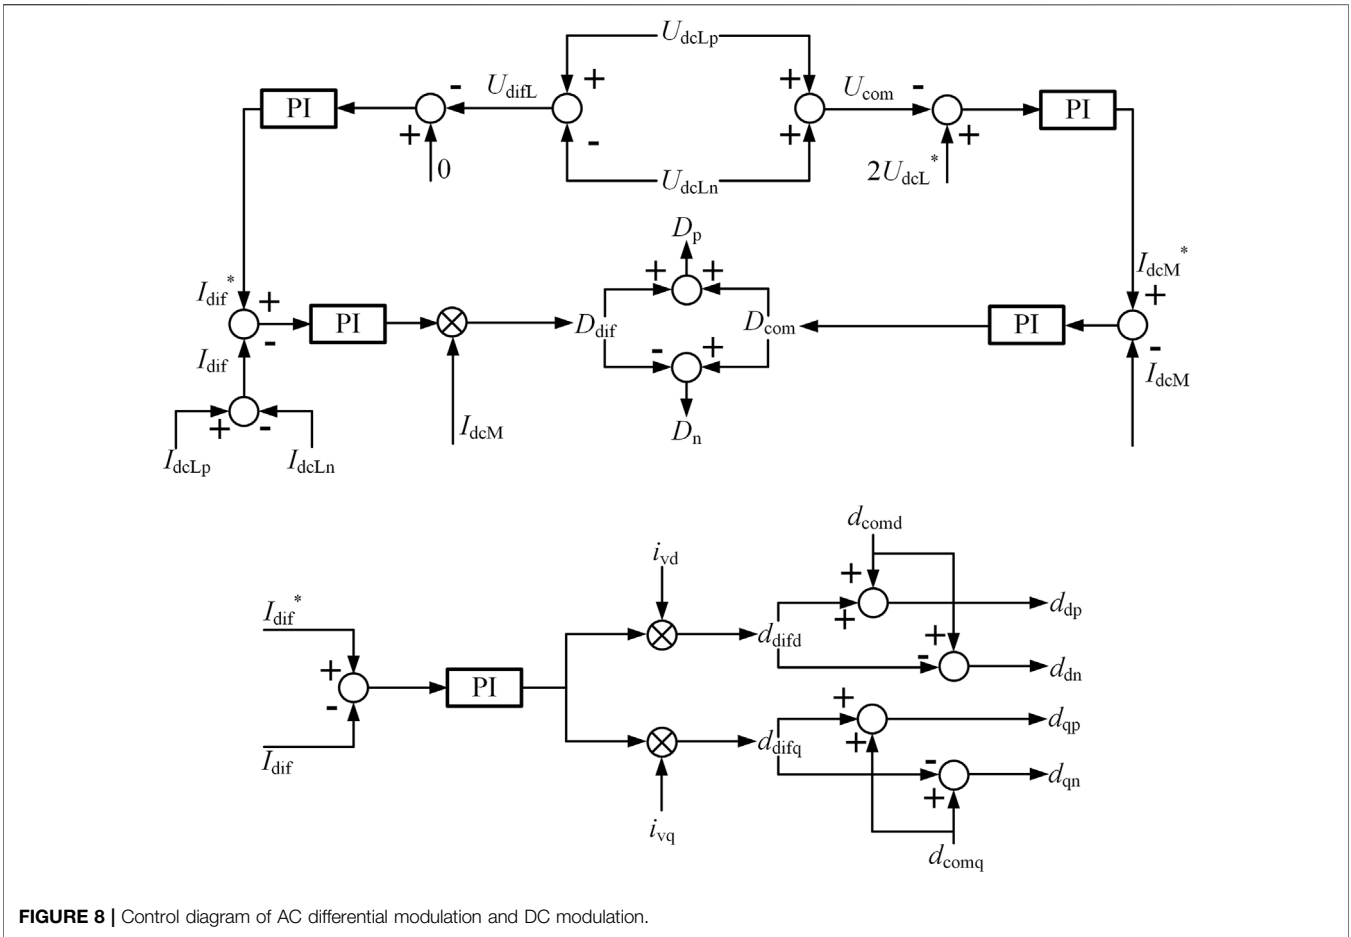 U_dcLp
+ +
PI - U_difL U_com - PI
+ - + +
0 2U_dcL*
U_dcLn
D_p
I_dif* + + I_dcM*
+ +
PI D_dif D_com PI
- - + -
I_dif I_dcM
+ - I_dcM D_n
I_dcLp I_dcLn
d_comd
i_vd
I_dif* + d_dp
+ d_difd + +
PI - d_dn
- +
I_dif d_difq + d_qp
- d_qn
+
i_vq d_comq
FIGURE 8 | Control diagram of AC differential modulation and DC modulation.